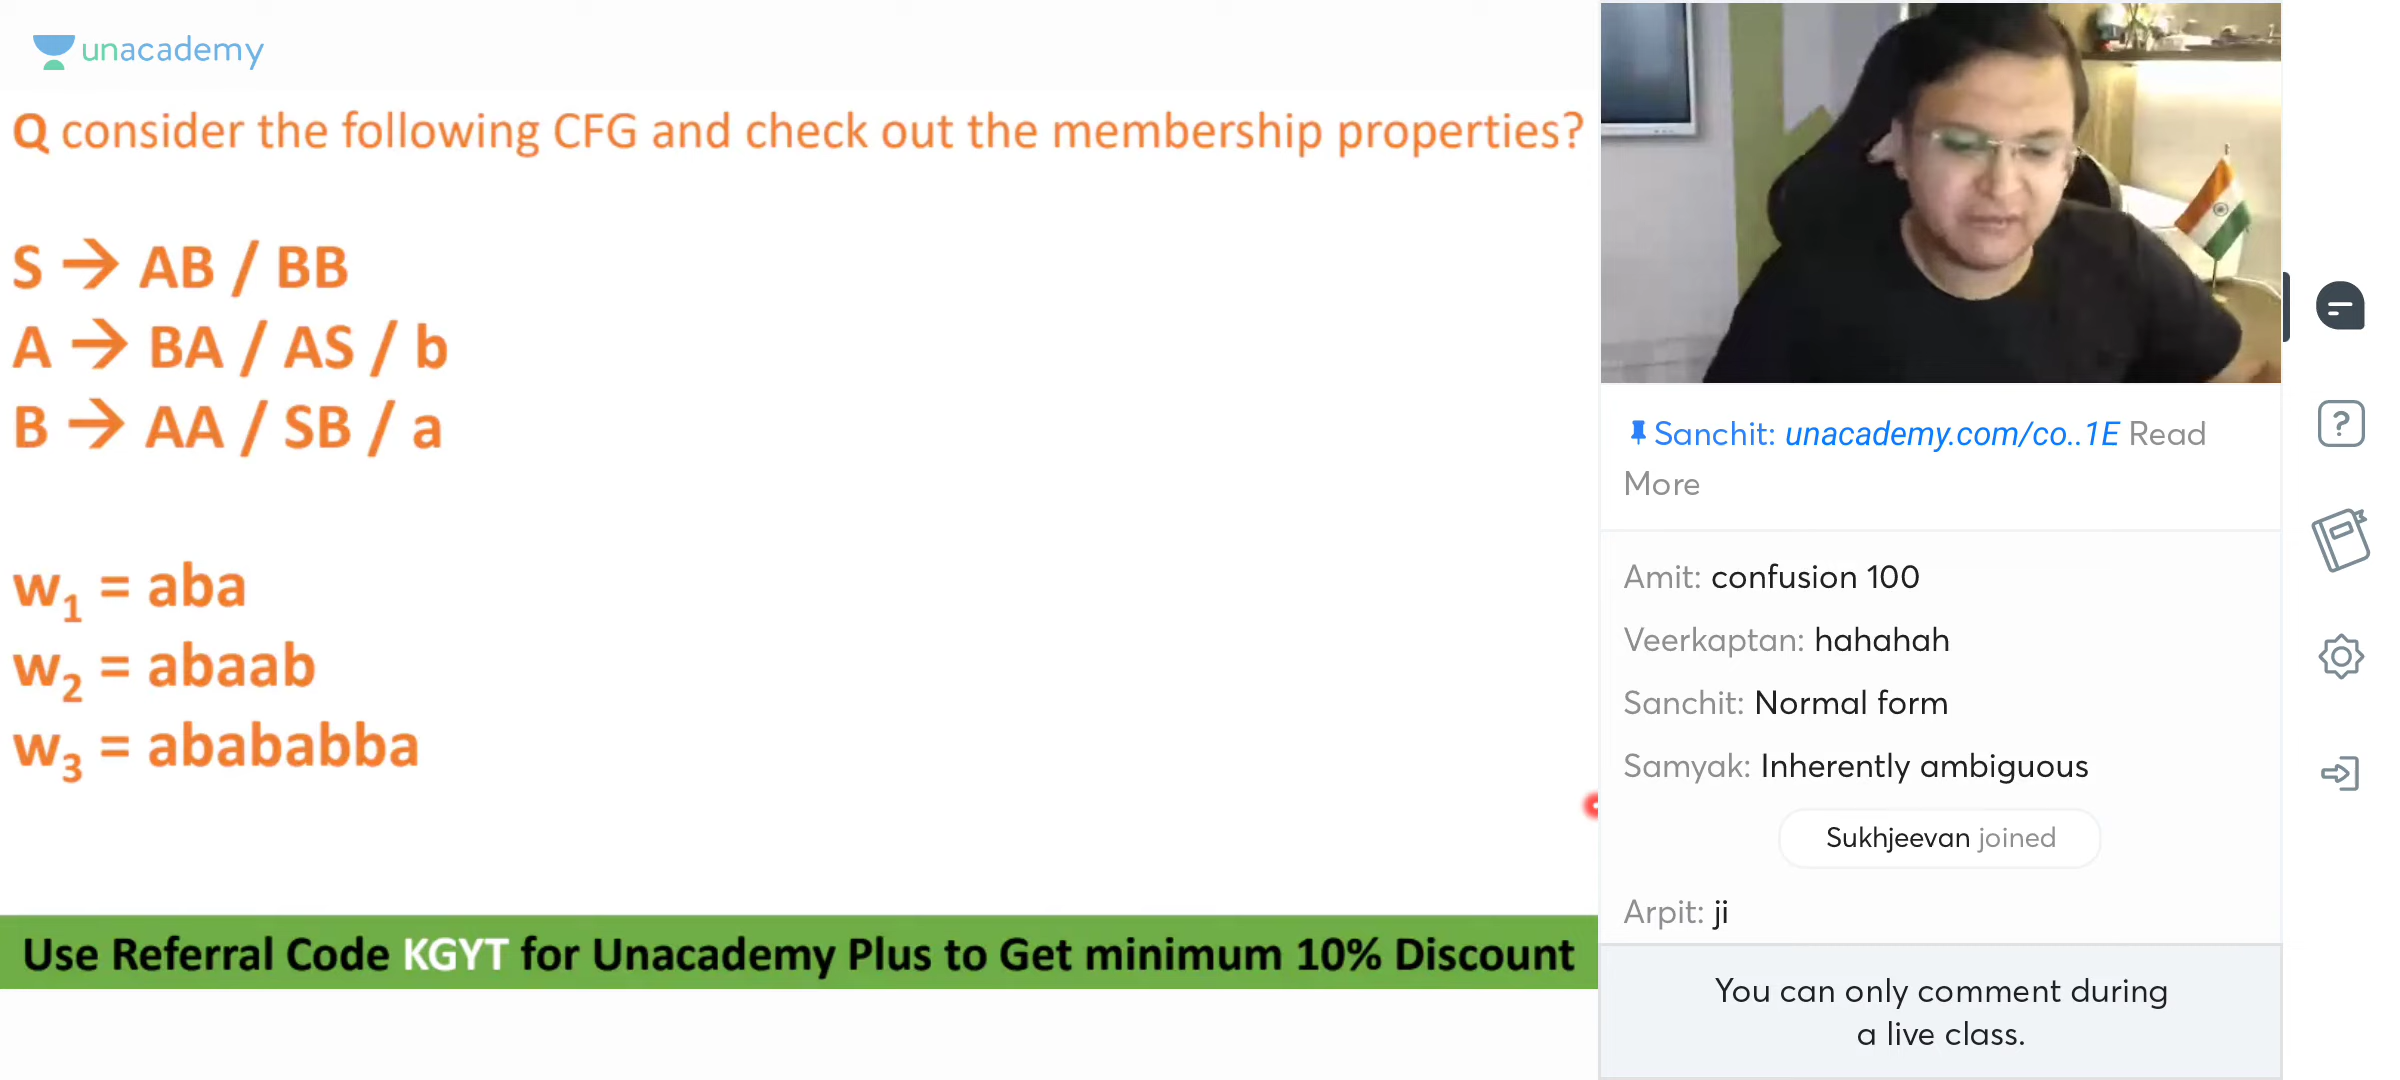 unacademy
Q consider the following CFG and check out the membership properties?
S → AB / BB
A → BA / AS / b
B → AA / SB / a
w1 = aba
w2 = abaab
w3 = abababba
Use Referral Code KGYT for Unacademy Plus to Get minimum 10% Discount
Sanchit: unacademy.com/co..1E Read
More
Amit: confusion 100
Veerkaptan: hahahah
Sanchit: Normal form
Samyak: Inherently ambiguous
Sukhjeevan joined
Arpit: ji
You can only comment during
a live class.